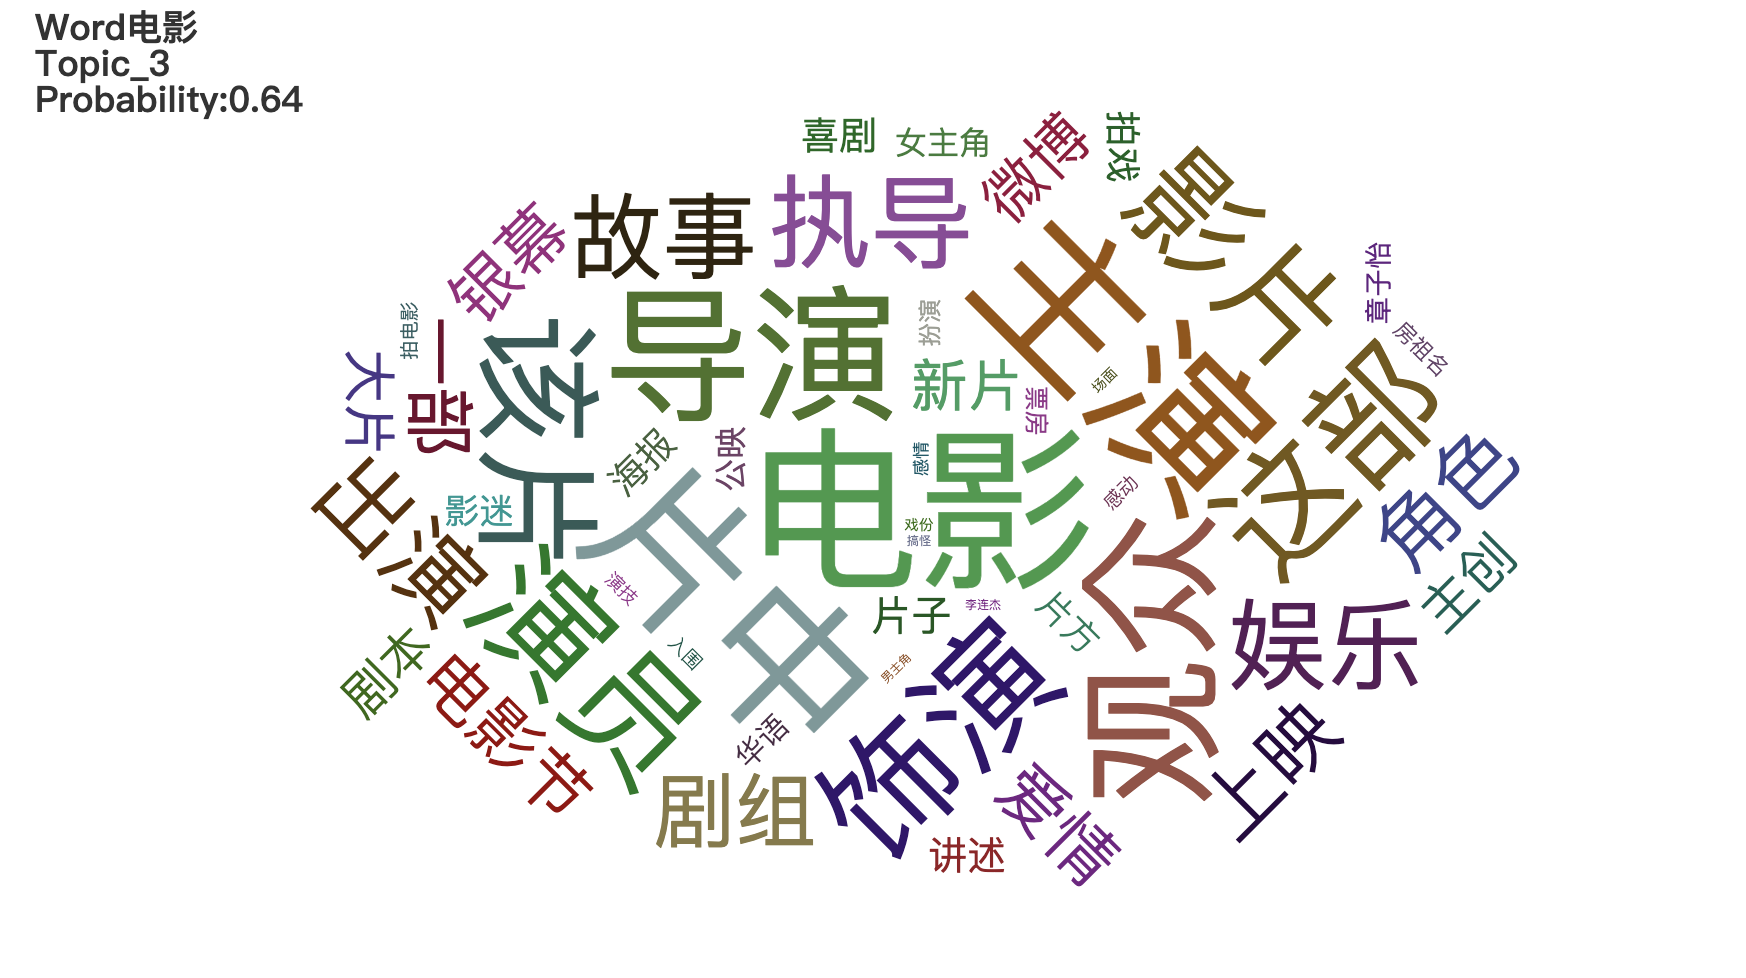 Word电影
Topic_3
Probability:0.64
喜剧
女主角
微博
拍戏
影片
故事
执导
主演
银幕
章子怡
房祖名
拍电影
一部
大片
该片
导演
扮演
新片
场面
票房
这部
海报
公映
感情
电影
感动
角色
出演
影迷
片中
戏份
搞怪
观众
主创
演员
演技
片子
李连杰
片方
娱乐
入围
男主角
饰演
剧本
电影节
华语
剧组
上映
爱情
讲述